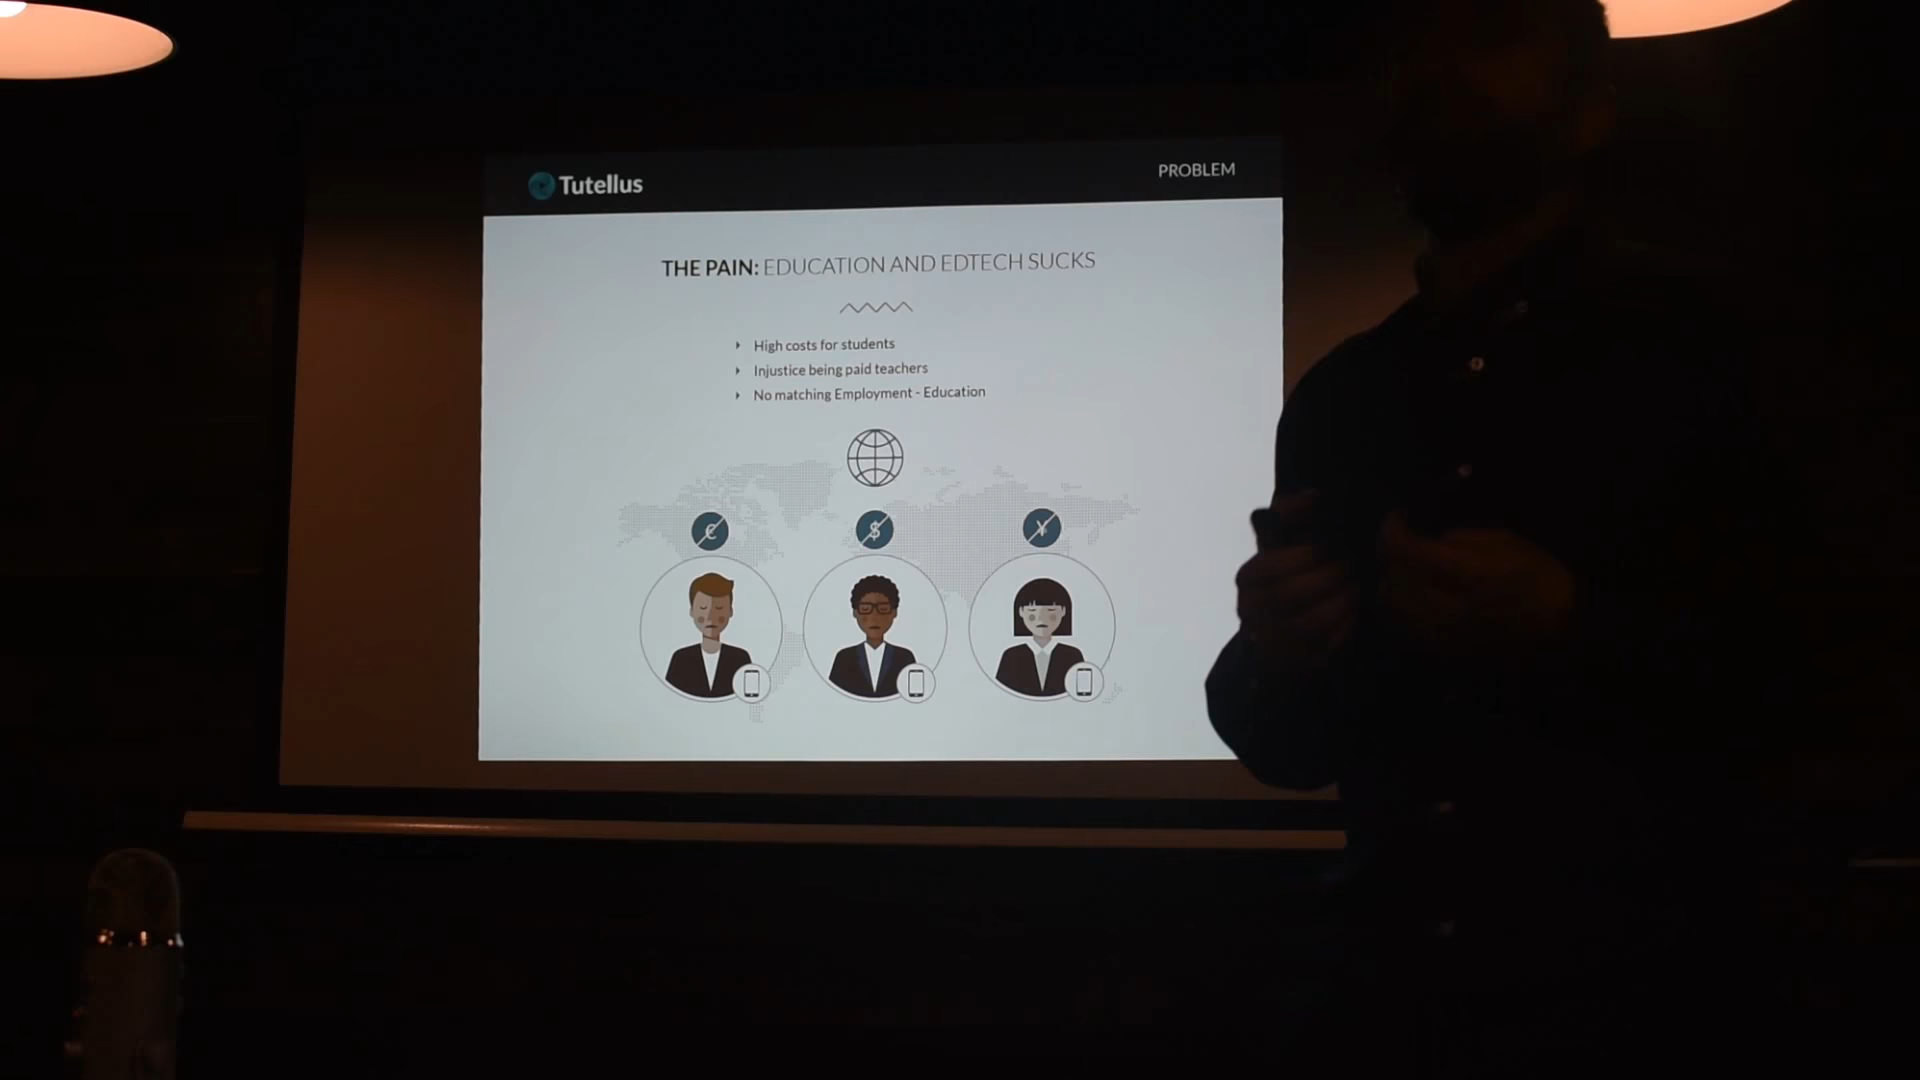 Tutellus
PROBLEM
THE PAIN: EDUCATION AND EDTECH SUCKS
High costs for students
Injustice being paid teachers
No matching Employment - Education
€
$
¥